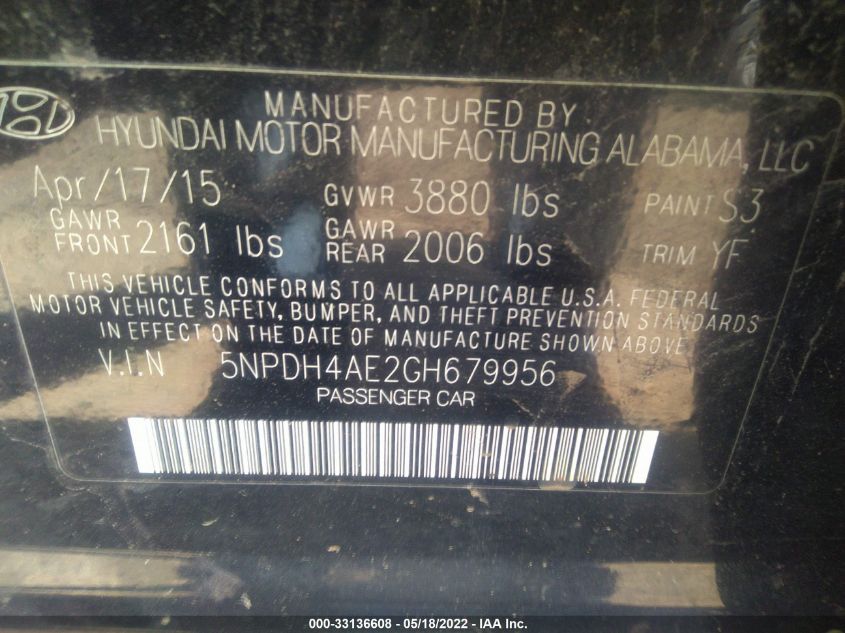 MANUFACTURED BY
HYUNDAI MOTOR MANUFACTURING ALABAMA, LLC
Apr/17/15 GVWR 3880 lbs PAINT S3
GAWR FRONT 2161 lbs GAWR REAR 2006 lbs TRIM YF
THIS VEHICLE CONFORMS TO ALL APPLICABLE U.S.A. FEDERAL
MOTOR VEHICLE SAFETY, BUMPER, AND THEFT PREVENTION STANDARDS
IN EFFECT ON THE DATE OF MANUFACTURE SHOWN ABOVE.
V.I.N 5NPDH4AE2GH679956
PASSENGER CAR
000-33136608 - 05/18/2022 - IAA Inc.